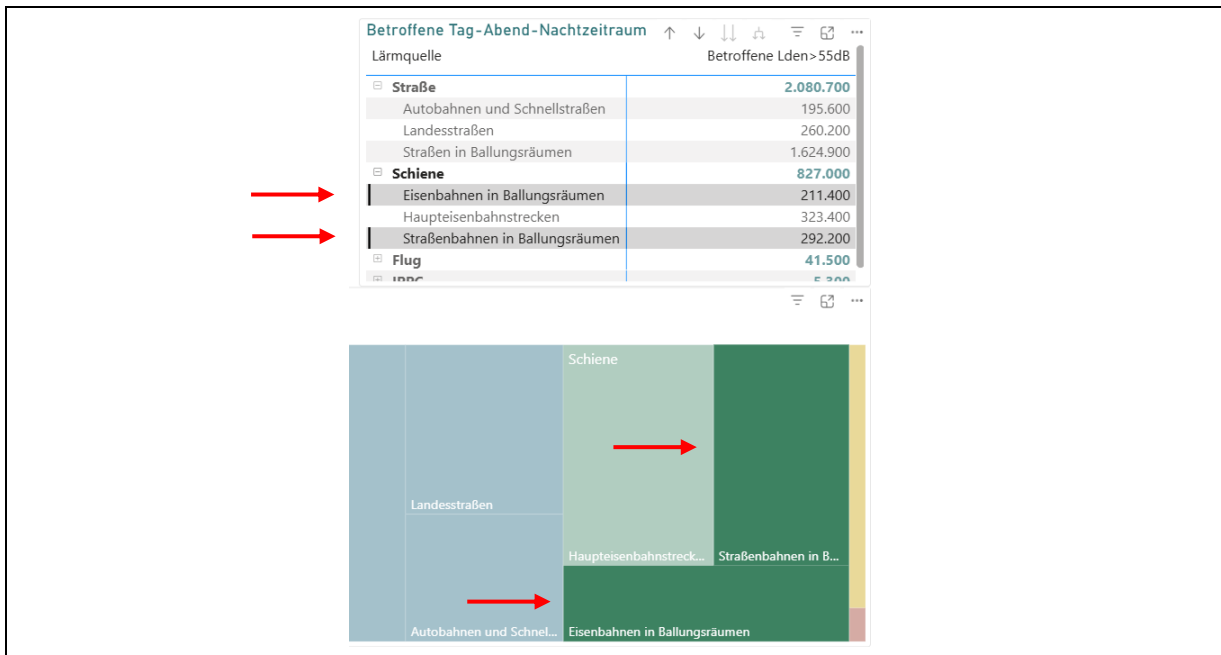 Betroffene Tag-Abend-Nachtzeitraum
Lärmquelle Betroffene Lden>55dB
Straße 2.080.700
Autobahnen und Schnellstraßen 195.600
Landesstraßen 260.200
Straßen in Ballungsräumen 1.624.900
Schiene 827.000
Eisenbahnen in Ballungsräumen 211.400
Haupteisenbahnstrecken 323.400
Straßenbahnen in Ballungsräumen 292.200
Flug 41.500
Schiene
Landesstraßen
Haupteisenbahnstreck... Straßenbahnen in B...
Autobahnen und Schnel... Eisenbahnen in Ballungsräumen